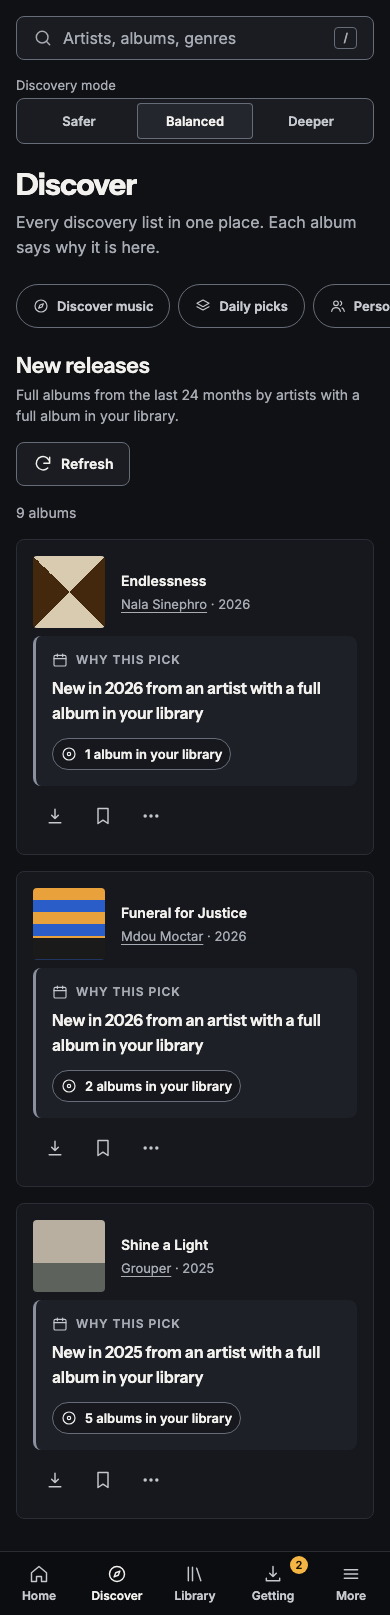 Artists, albums, genres /
Discovery mode
Safer Balanced Deeper
Discover
Every discovery list in one place. Each album
says why it is here.
Discover music Daily picks Perso
New releases
Full albums from the last 24 months by artists with a
full album in your library.
Refresh
9 albums
Endlessness
Nala Sinephro · 2026
WHY THIS PICK
New in 2026 from an artist with a full
album in your library
1 album in your library
Funeral for Justice
Mdou Moctar · 2026
WHY THIS PICK
New in 2026 from an artist with a full
album in your library
2 albums in your library
Shine a Light
Grouper · 2025
WHY THIS PICK
New in 2025 from an artist with a full
album in your library
5 albums in your library
2
Home Discover Library Getting More